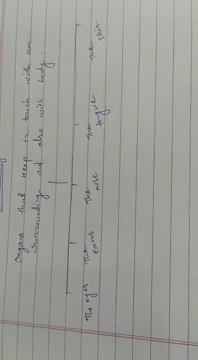 Organs that keep in touch with our
surrounding and also with body.
The eyes the ears the nose the tongue the skin.